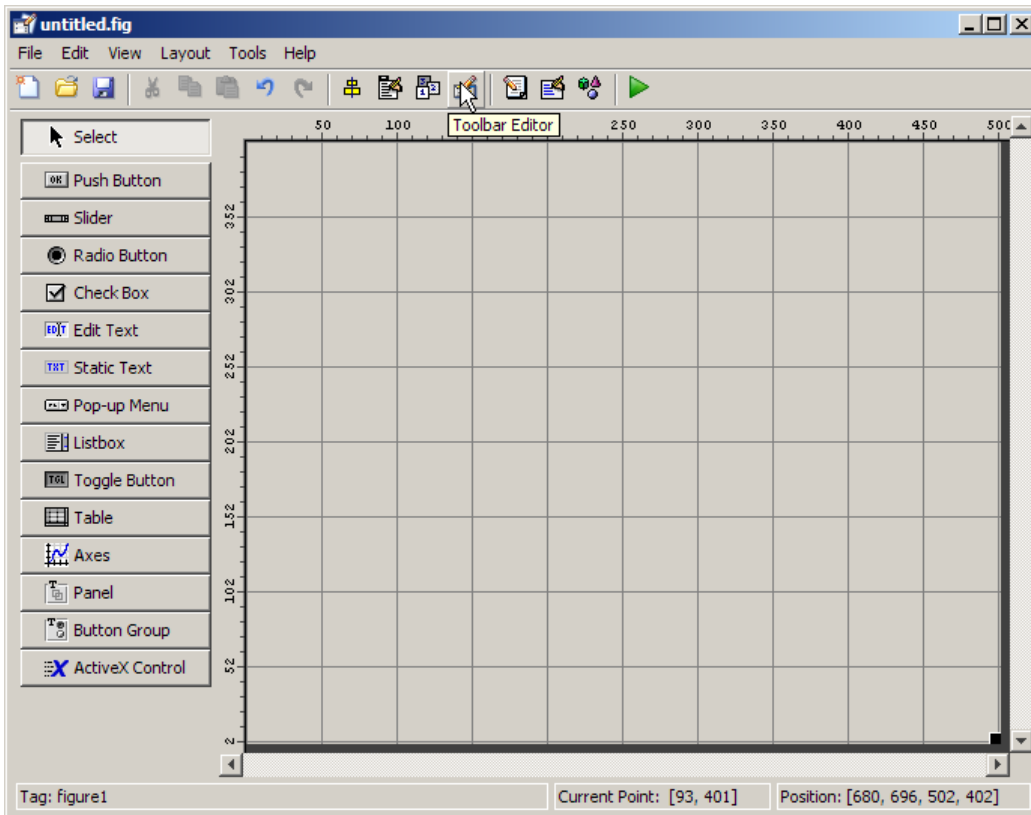 untitled.fig
File Edit View Layout Tools Help
Toolbar Editor
50 100 250 300 350 400 450
Select
Push Button
Slider
Radio Button
Check Box
Edit Text
Static Text
Pop-up Menu
Listbox
Toggle Button
Table
Axes
Panel
Button Group
ActiveX Control
352
302
252
202
152
102
52
2
Tag: figure1
Current Point: [93, 401]
Position: [680, 696, 502, 402]